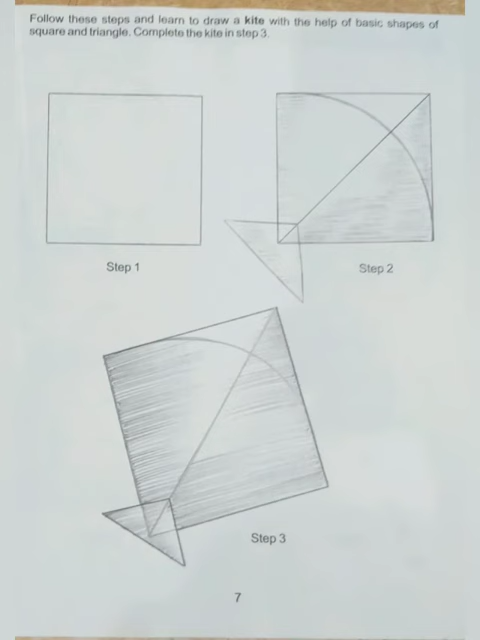 Follow these steps and learn to draw a kite with the help of basic shapes of
square and triangle. Complete the kite in step 3.
Step 1
Step 2
Step 3
7